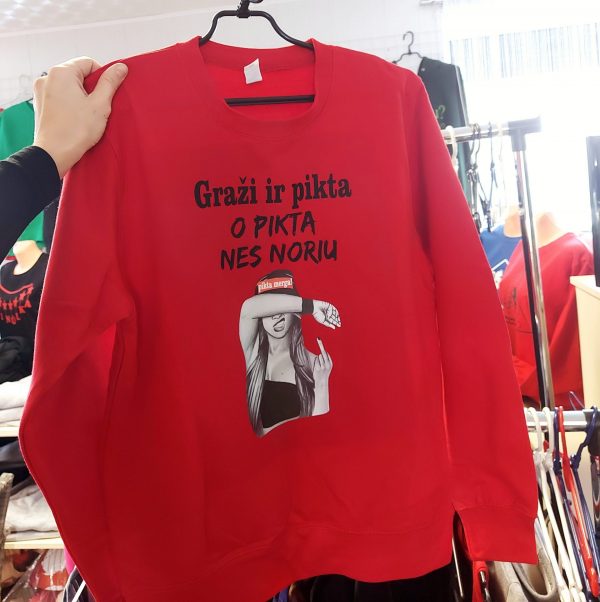 Graži ir pikta
O PIKTA
NES NORIU
pikta merga!